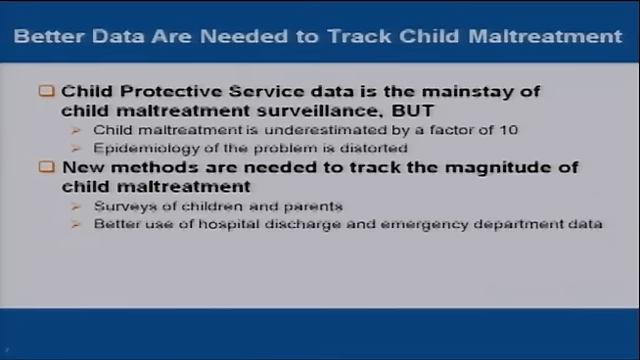 Better Data Are Needed to Track Child Maltreatment
Child Protective Service data is the mainstay of
child maltreatment surveillance, BUT
Child maltreatment is underestimated by a factor of 10
Epidemiology of the problem is distorted
New methods are needed to track the magnitude of
child maltreatment
Surveys of children and parents
Better use of hospital discharge and emergency department data